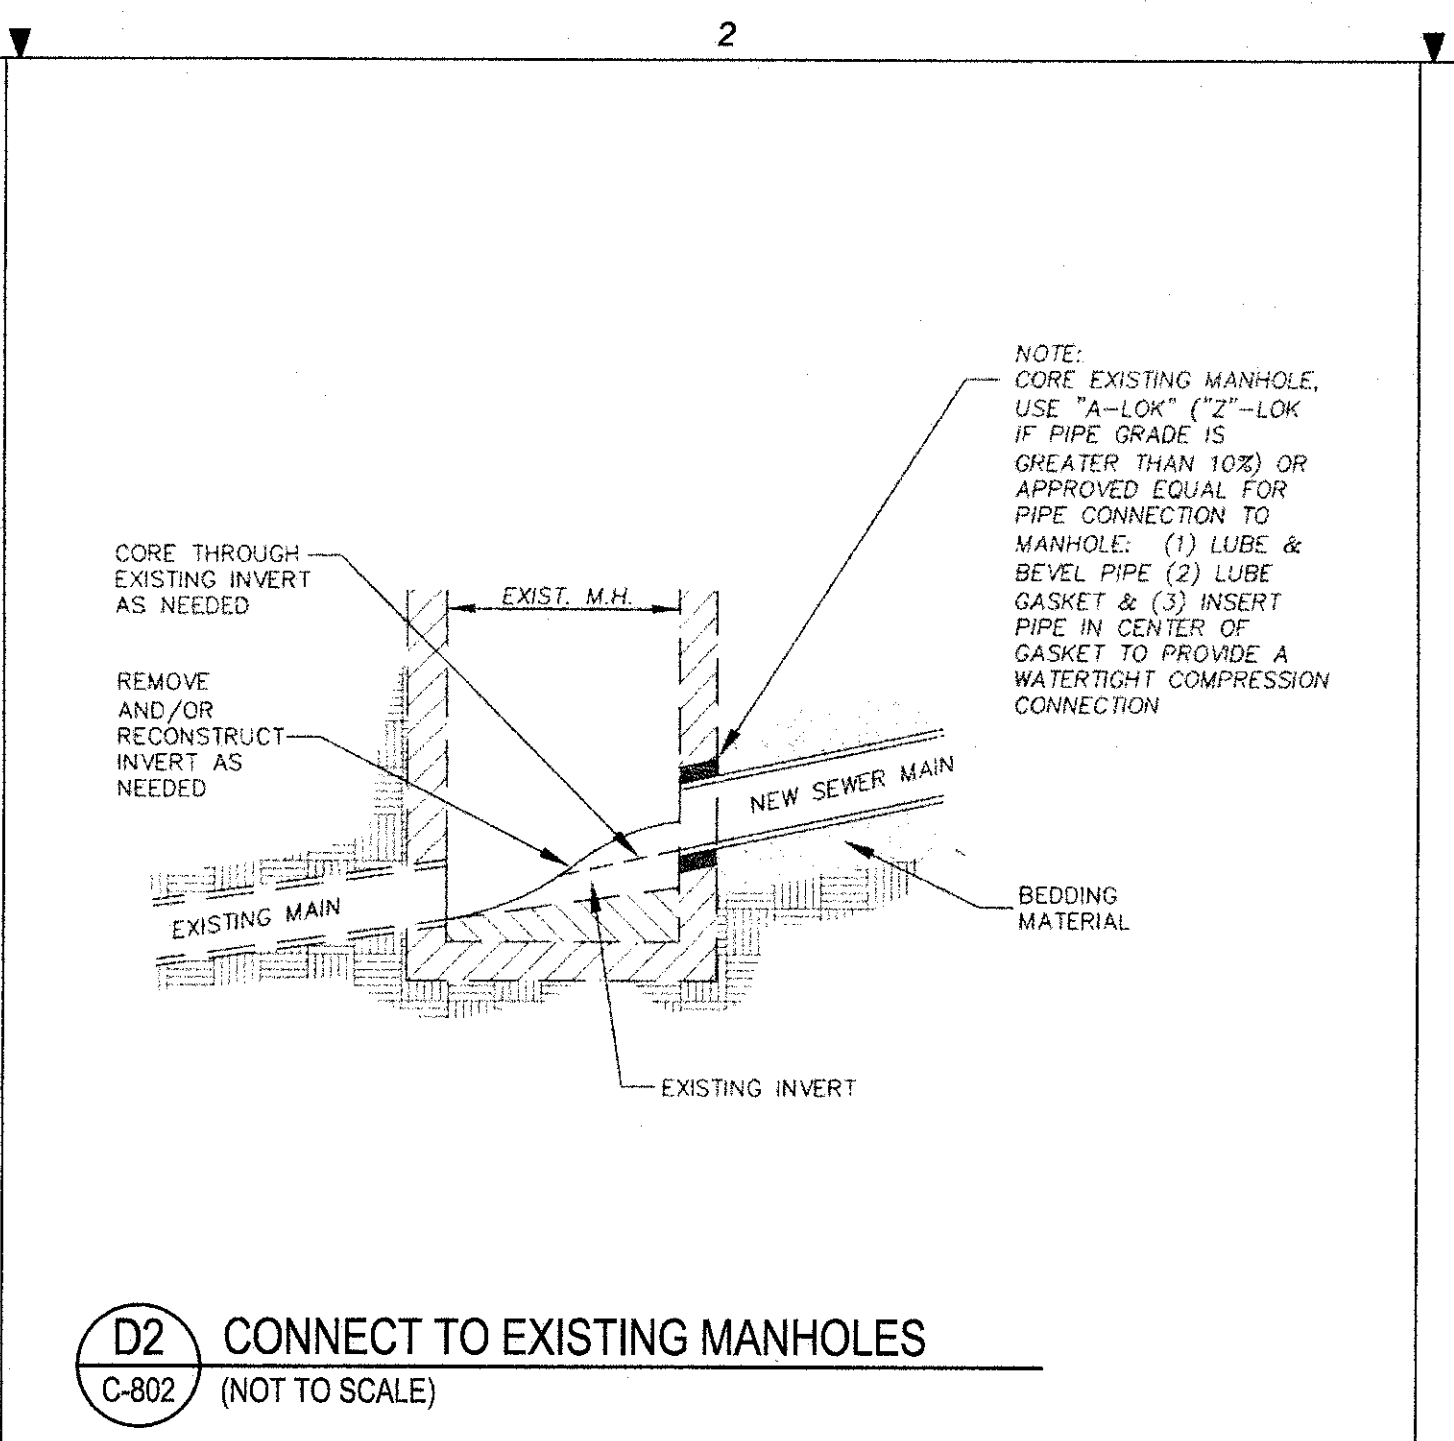 2
NOTE:
CORE EXISTING MANHOLE,
USE "A-LOK" ("Z"-LOK
IF PIPE GRADE IS
GREATER THAN 10%) OR
APPROVED EQUAL FOR
PIPE CONNECTION TO
MANHOLE: (1) LUBE &
BEVEL PIPE (2) LUBE
GASKET & (3) INSERT
PIPE IN CENTER OF
GASKET TO PROVIDE A
WATERTIGHT COMPRESSION
CONNECTION
CORE THROUGH
EXISTING INVERT
AS NEEDED
EXIST. M.H.
REMOVE
AND/OR
RECONSTRUCT
INVERT AS
NEEDED
NEW SEWER MAIN
EXISTING MAIN
BEDDING
MATERIAL
EXISTING INVERT
D2
C-802
CONNECT TO EXISTING MANHOLES
(NOT TO SCALE)